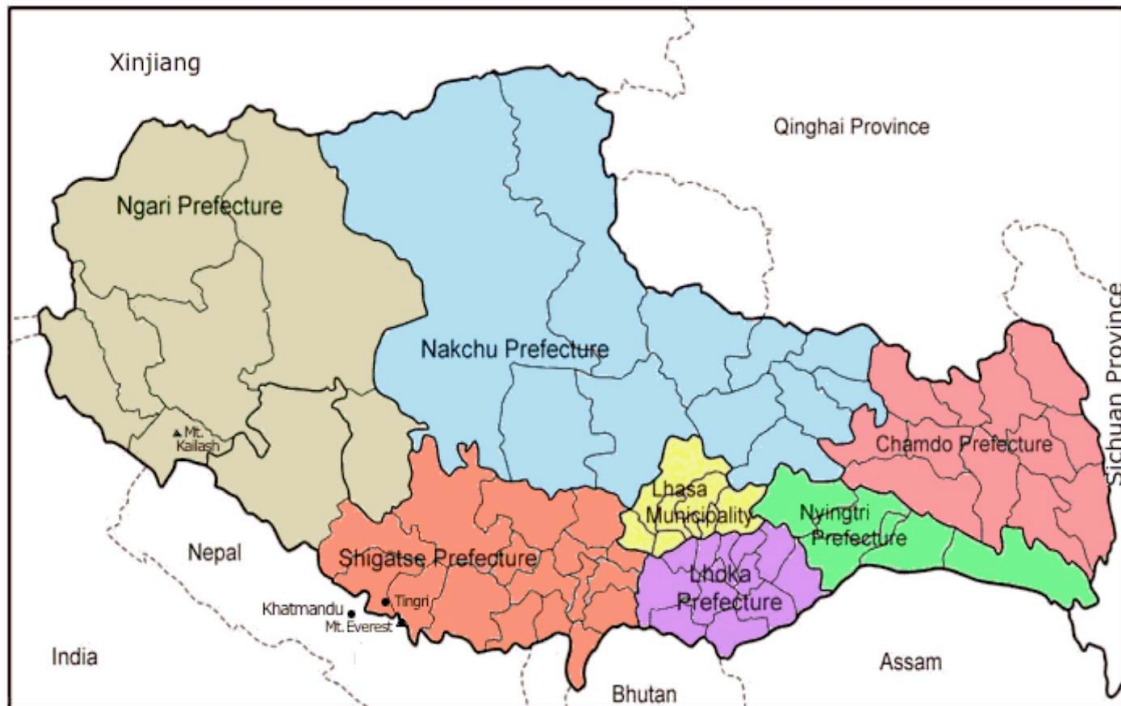 Xinjiang
Qinghai Province
Ngari Prefecture
Sichuan Province
Nakchu Prefecture
Mt.
Kailash
Chamdo Prefecture
Lhasa
Municipality
Nyingtri
Prefecture
Nepal
Shigatse Prefecture
Lhoka
Prefecture
Tingri
Khatmandu
Mt. Everest
India
Assam
Bhutan